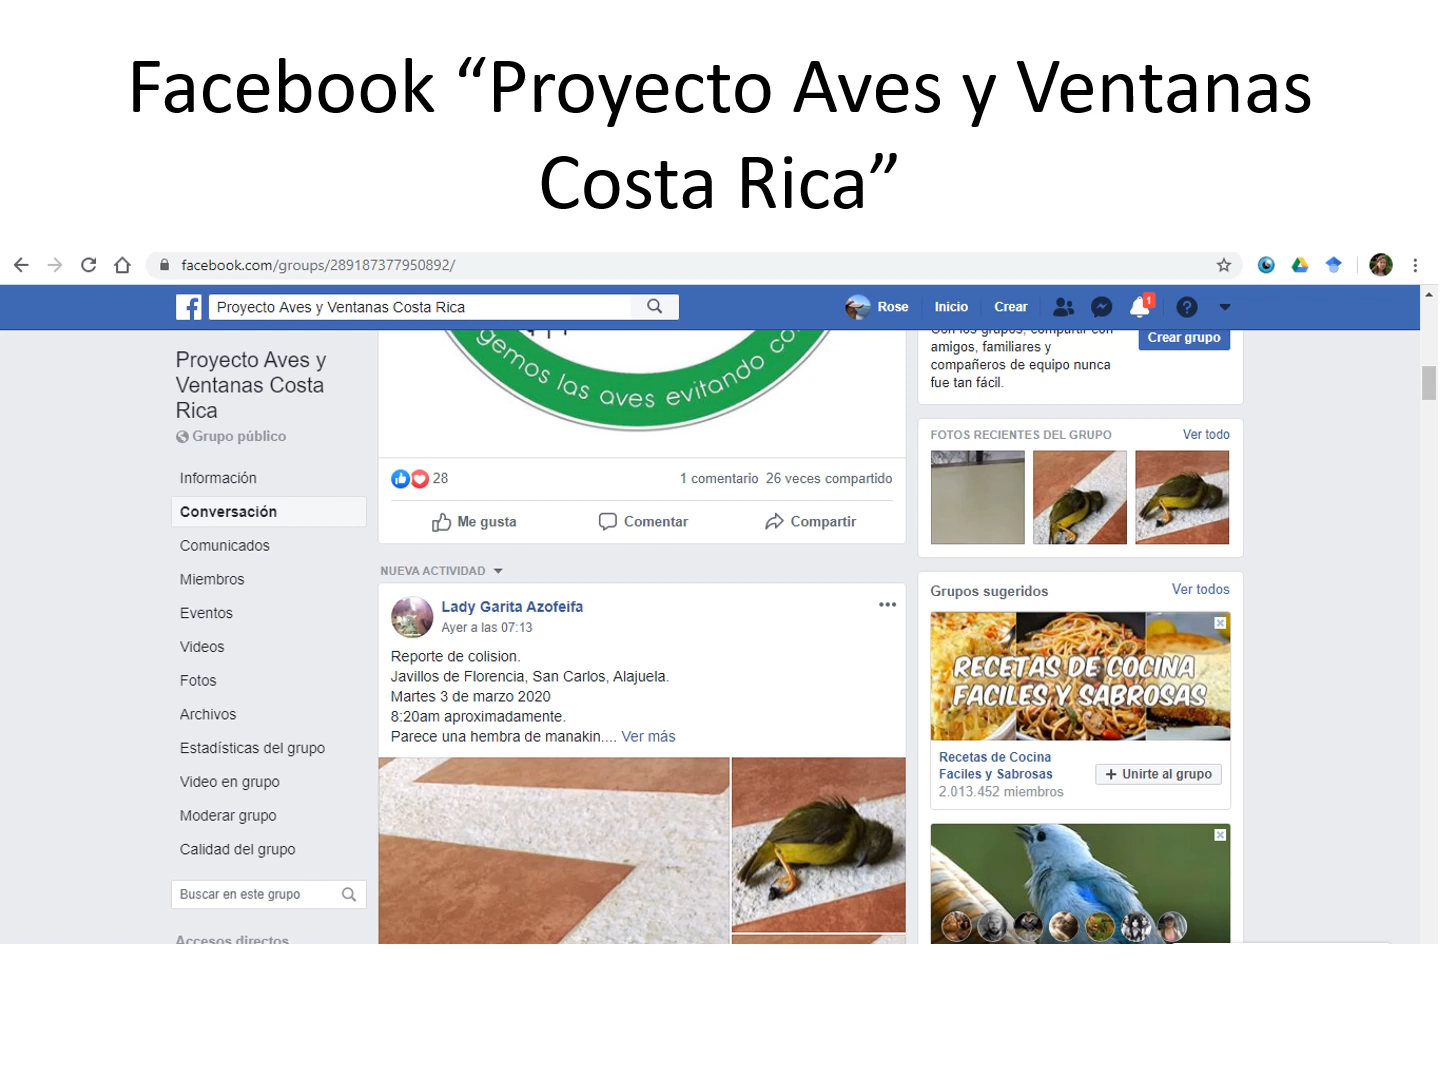 Facebook “Proyecto Aves y Ventanas
Costa Rica”
facebook.com/groups/289187377950892/
Proyecto Aves y Ventanas Costa Rica
Rose Inicio Crear 1
Proyecto Aves y
Ventanas Costa
Rica
Grupo público
Información
Conversación
Comunicados
Miembros
Eventos
Videos
Fotos
Archivos
Estadísticas del grupo
Video en grupo
Moderar grupo
Calidad del grupo
Buscar en este grupo
Accesos directos
gemos las aves evitando co
28
1 comentario 26 veces compartido
Me gusta Comentar Compartir
NUEVA ACTIVIDAD
Lady Garita Azofeifa
Ayer a las 07:13
Reporte de colision.
Javillos de Florencia, San Carlos, Alajuela.
Martes 3 de marzo 2020
8:20am aproximadamente.
Parece una hembra de manakin.... Ver más
Con los grupos, compartir con
amigos, familiares y
compañeros de equipo nunca
fue tan fácil.
Crear grupo
FOTOS RECIENTES DEL GRUPO Ver todo
Grupos sugeridos Ver todos
RECETAS DE COCINA
FACILES Y SABROSAS
Recetas de Cocina
Faciles y Sabrosas
2.013.452 miembros
Unirte al grupo